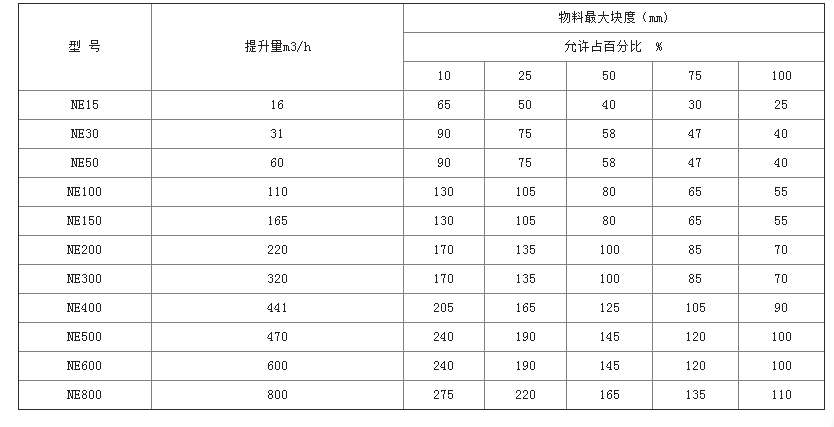 型 号 提升量m3/h 物料最大块度（mm）
允许占百分比 %
10 25 50 75 100
NE15 16 65 50 40 30 25
NE30 31 90 75 58 47 40
NE50 60 90 75 58 47 40
NE100 110 130 105 80 65 55
NE150 165 130 105 80 65 55
NE200 220 170 135 100 85 70
NE300 320 170 135 100 85 70
NE400 441 205 165 125 105 90
NE500 470 240 190 145 120 100
NE600 600 240 190 145 120 100
NE800 800 275 220 165 135 110